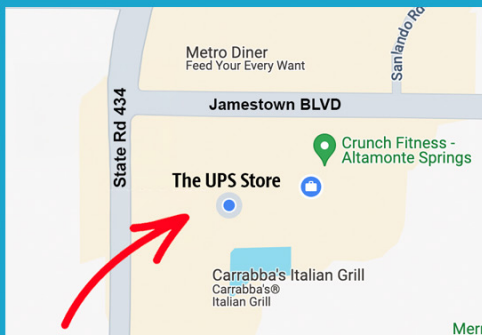 Sanlando Rd
Metro Diner
Feed Your Every Want
Jamestown BLVD
State Rd 434
Crunch Fitness -
Altamonte Springs
The UPS Store
Carrabba's Italian Grill
Carrabba's®
Italian Grill